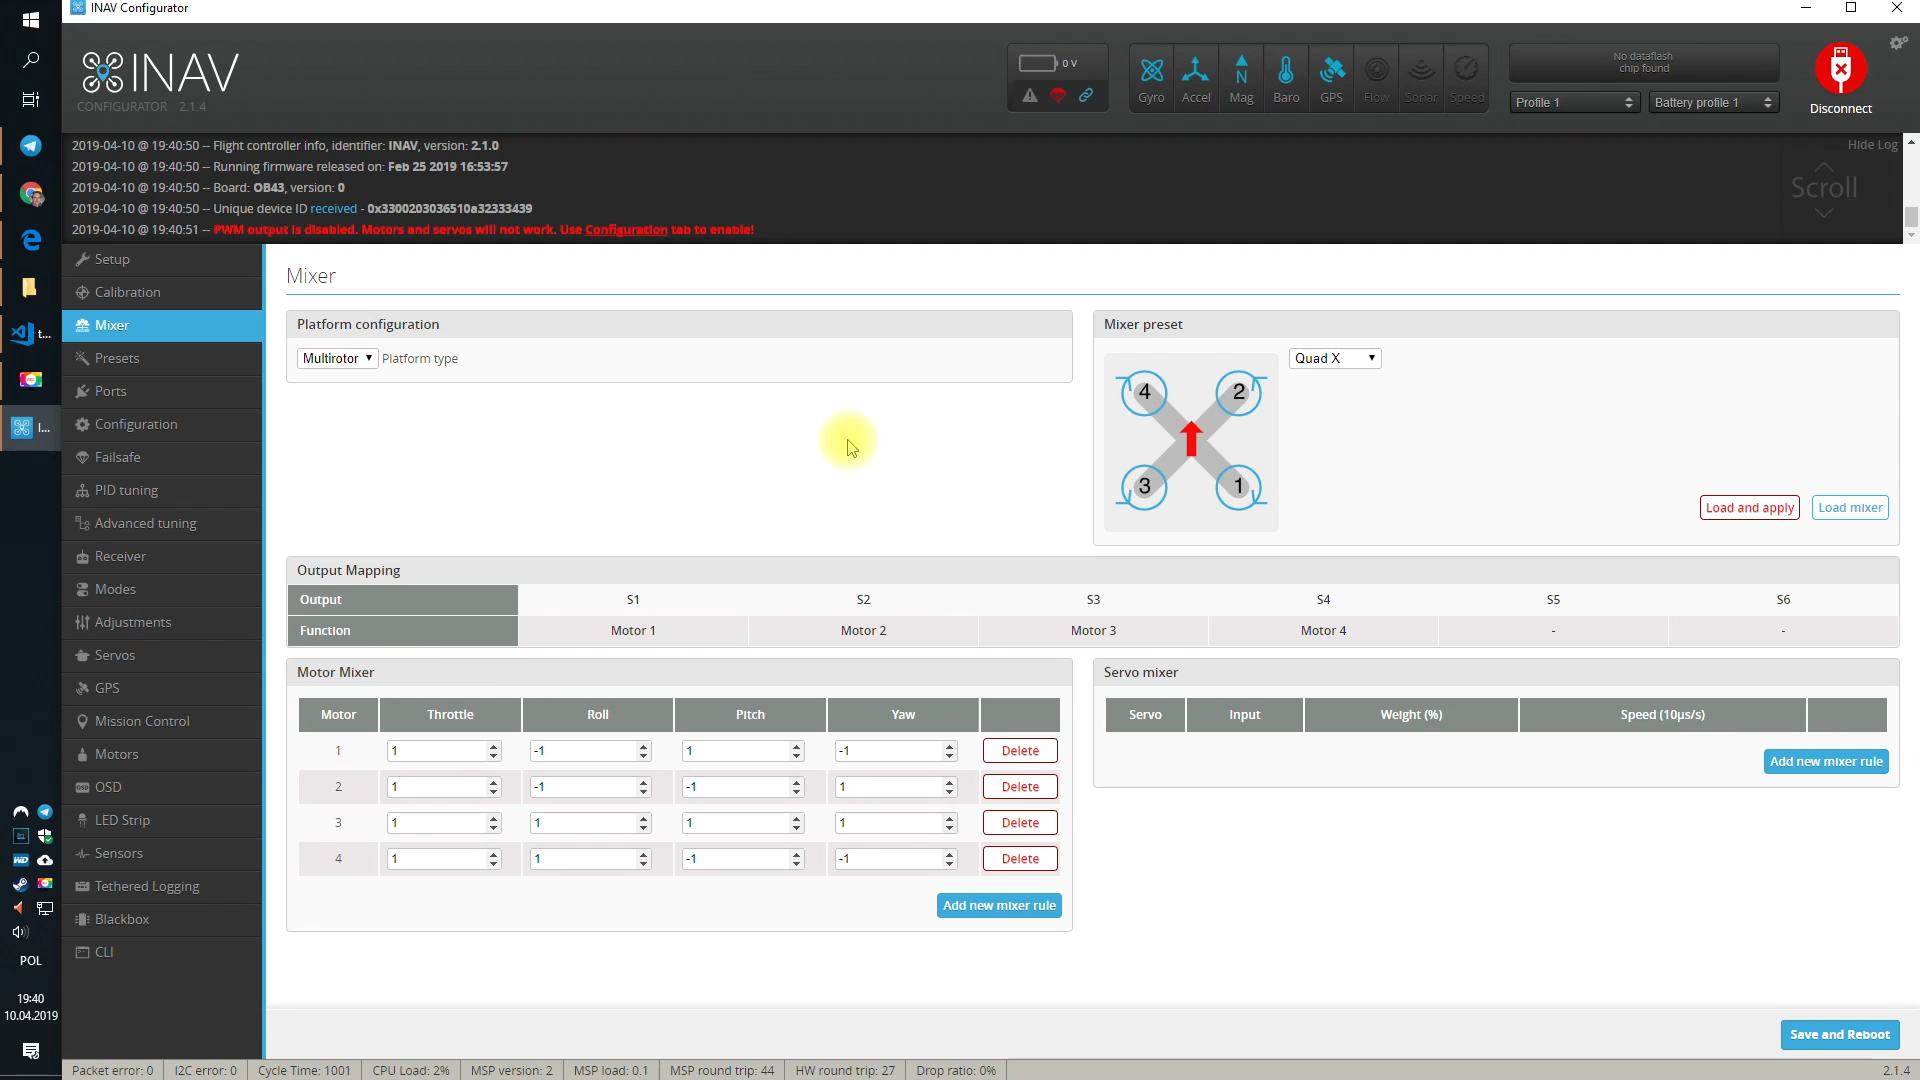 INAV Configurator
INAV
CONFIGURATOR 2.1.4
0 V
Gyro Accel Mag Baro GPS Flow Sonar Speed
No dataflash
chip found
Profile 1 Battery profile 1
Disconnect
2019-04-10 @ 19:40:50 -- Flight controller info, identifier: INAV, version: 2.1.0
2019-04-10 @ 19:40:50 -- Running firmware released on: Feb 25 2019 16:53:57
2019-04-10 @ 19:40:50 -- Board: OB43, version: 0
2019-04-10 @ 19:40:50 -- Unique device ID received - 0x3300203036510a32333439
2019-04-10 @ 19:40:51 -- PWM output is disabled. Motors and servos will not work. Use Configuration tab to enable!
Hide Log
Scroll
Setup
Calibration
Mixer
Presets
Ports
Configuration
Failsafe
PID tuning
Advanced tuning
Receiver
Modes
Adjustments
Servos
GPS
Mission Control
Motors
OSD
LED Strip
Sensors
Tethered Logging
Blackbox
CLI
t...
I...
WD
POL
19:40
10.04.2019
Mixer
Platform configuration
Multirotor Platform type
Mixer preset
4 2
3 1
Quad X
Load and apply Load mixer
Output Mapping
Output S1 S2 S3 S4 S5 S6
Function Motor 1 Motor 2 Motor 3 Motor 4 - -
Motor Mixer
Motor Throttle Roll Pitch Yaw
1 1 -1 1 -1 Delete
2 1 -1 -1 1 Delete
3 1 1 1 1 Delete
4 1 1 -1 -1 Delete
Add new mixer rule
Servo mixer
Servo Input Weight (%) Speed (10µs/s)
Add new mixer rule
Save and Reboot
Packet error: 0 I2C error: 0 Cycle Time: 1001 CPU Load: 2% MSP version: 2 MSP load: 0.1 MSP round trip: 44 HW round trip: 27 Drop ratio: 0% 2.1.4